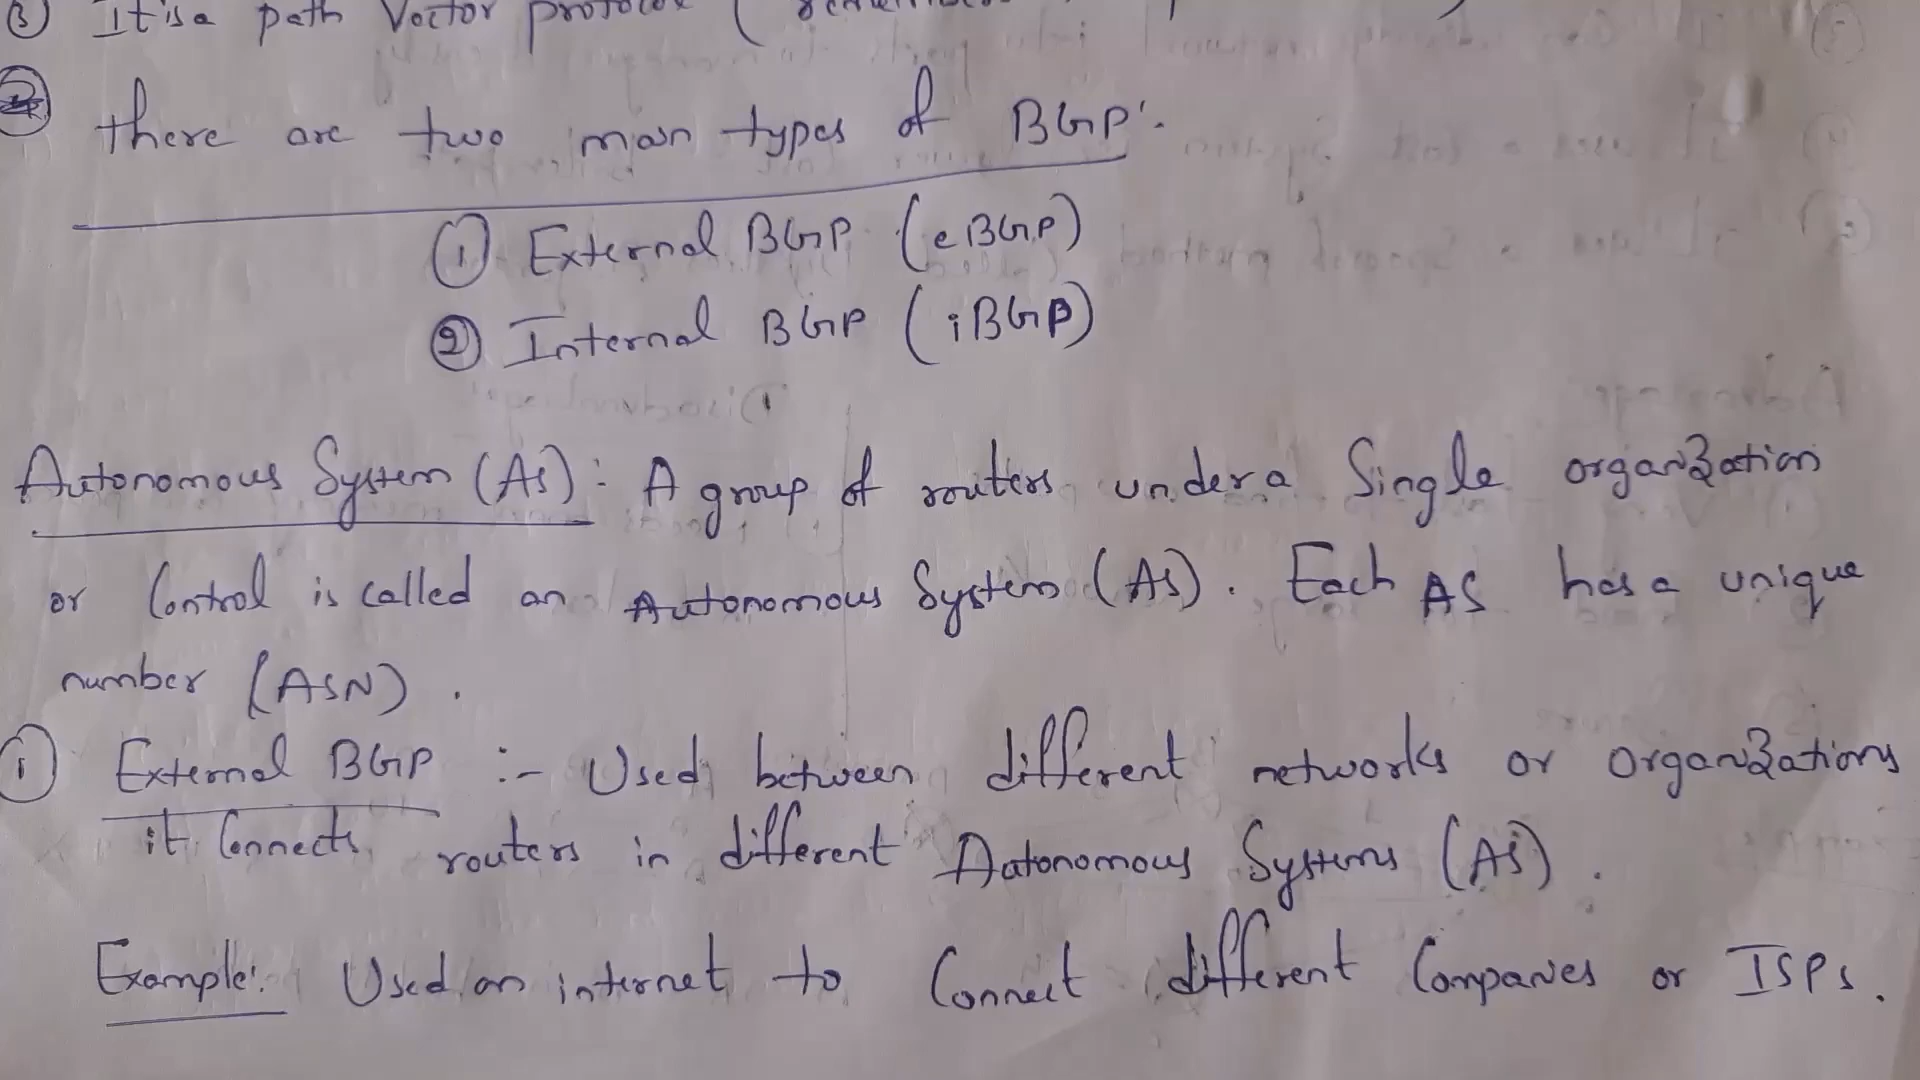 ③ It is a path Vector protocol (
there are two main types of BGP:
① External BGP (eBGP)
② Internal BGP (iBGP)
Autonomous System (AS): A group of routers under a Single organization
or Control is called an Autonomous System (AS). Each AS has a unique
number (ASN).
① External BGP :- Used between different networks or organizations
it Connects routers in different Autonomous Systems (AS).
Example: Used on internet to Connect different Companies or ISPs.